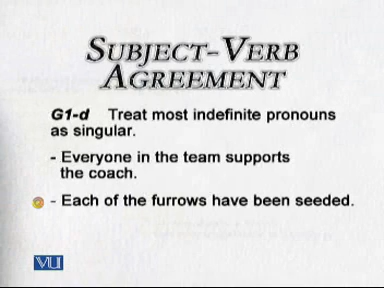 SUBJECT-VERB
AGREEMENT
G1-d Treat most indefinite pronouns
as singular.
- Everyone in the team supports
the coach.
- Each of the furrows have been seeded.
VU